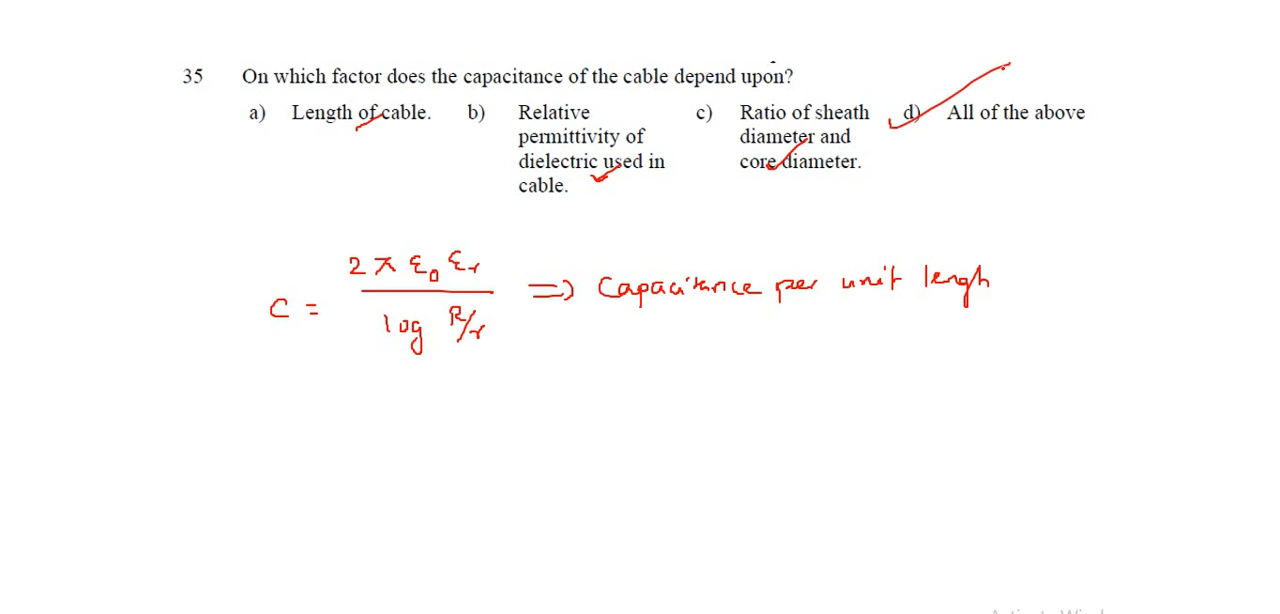 35 On which factor does the capacitance of the cable depend upon?
a) Length of cable. b) Relative permittivity of dielectric used in cable. c) Ratio of sheath diameter and core diameter. d) All of the above
C = 2π ε0 εr / log R/r ⇒ Capacitance per unit lengh